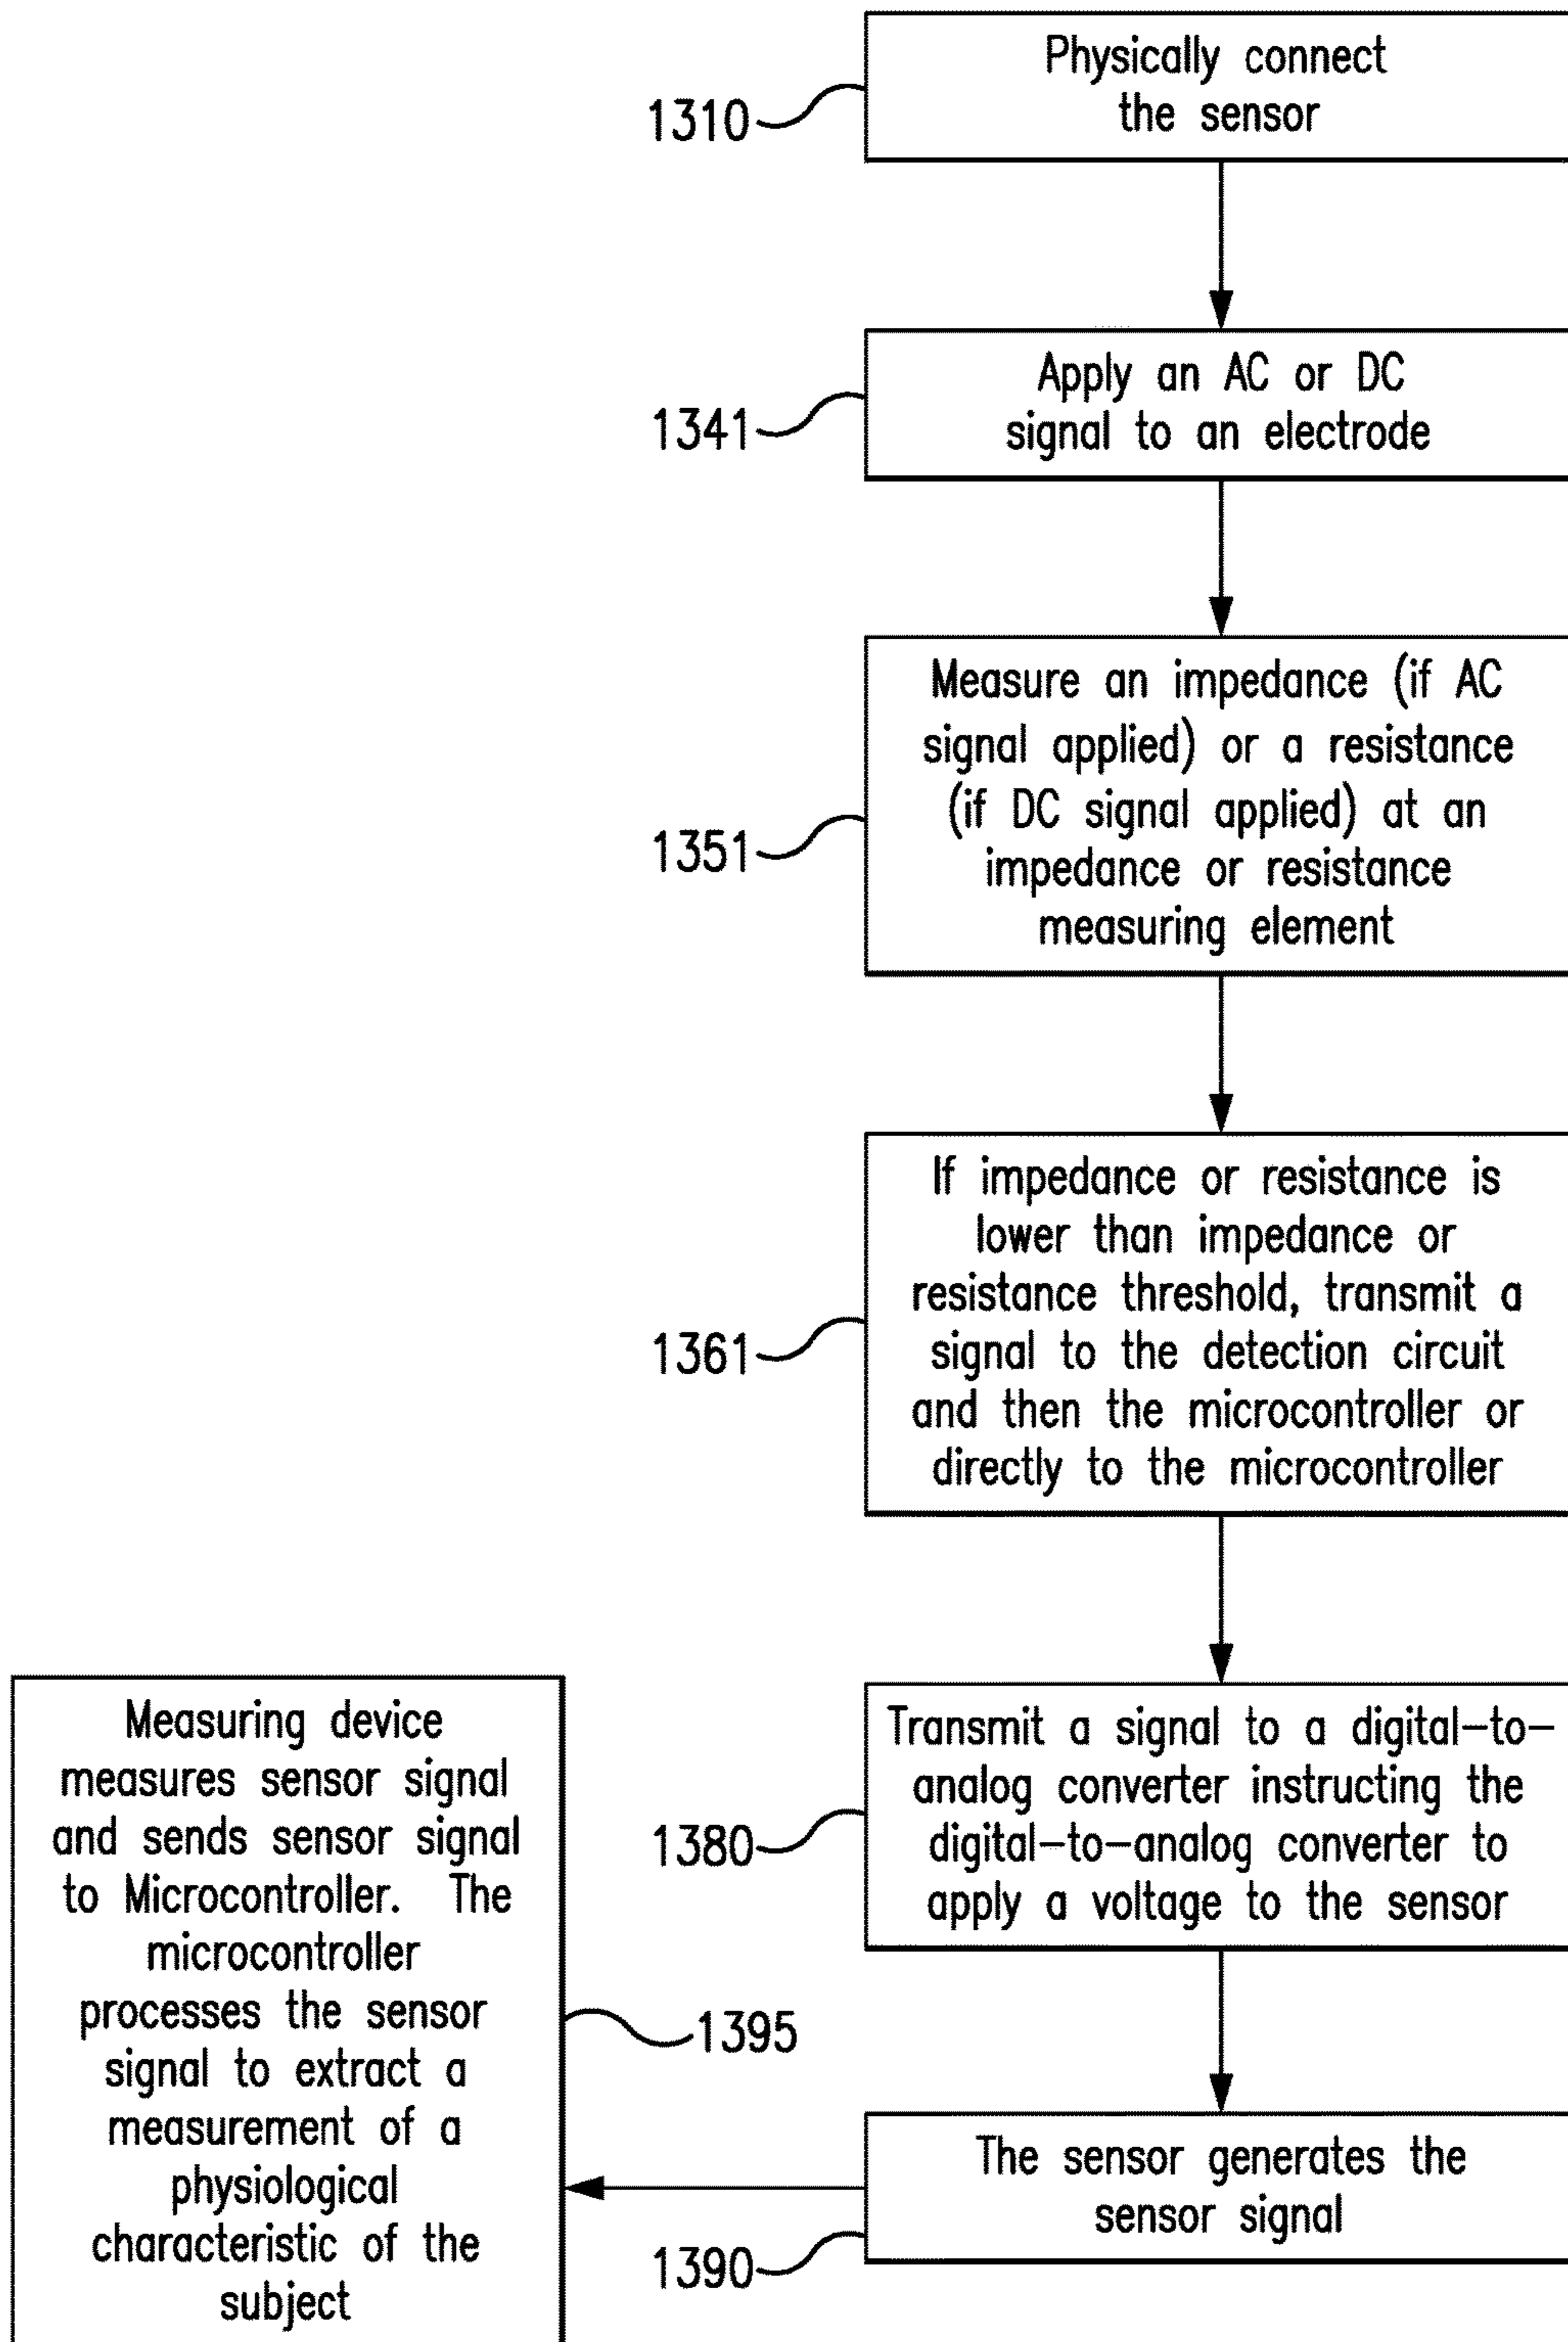 Physically connect
the sensor
1310
Apply an AC or DC
signal to an electrode
1341
Measure an impedance (if AC
signal applied) or a resistance
(if DC signal applied) at an
impedance or resistance
measuring element
1351
If impedance or resistance is
lower than impedance or
resistance threshold, transmit a
signal to the detection circuit
and then the microcontroller or
directly to the microcontroller
1361
Transmit a signal to a digital-to-
analog converter instructing the
digital-to-analog converter to
apply a voltage to the sensor
1380
The sensor generates the
sensor signal
1390
Measuring device
measures sensor signal
and sends sensor signal
to Microcontroller. The
microcontroller
processes the sensor
signal to extract a
measurement of a
physiological
characteristic of the
subject
1395